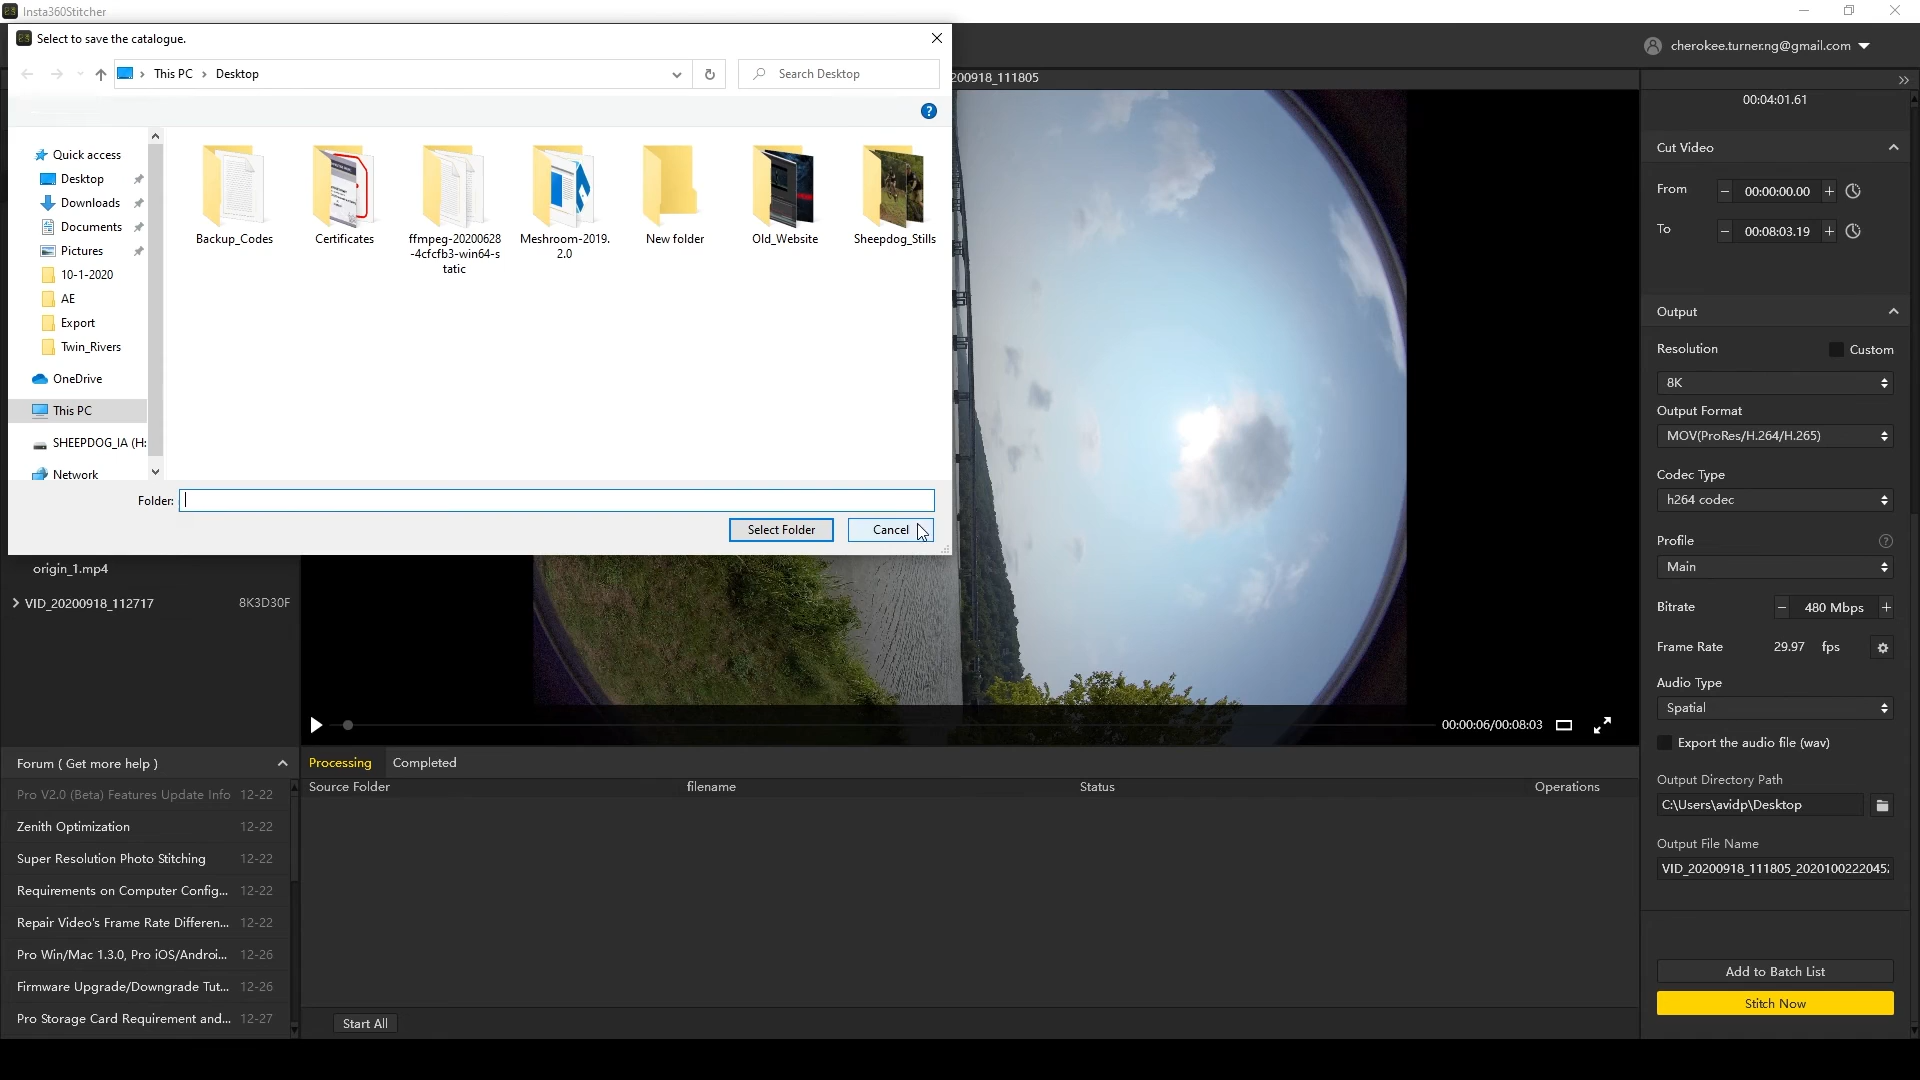 Insta360Stitcher
Select to save the catalogue.
cherokee.turner.ng@gmail.com
This PC > Desktop
Search Desktop
200918_111805
00:04:01.61
?
Quick access
Desktop
Downloads
Documents
Pictures
10-1-2020
AE
Export
Twin_Rivers
OneDrive
This PC
SHEEPDOG_IA (H:
Network
Backup_Codes
Certificates
ffmpeg-20200628
-4cfcfb3-win64-s
tatic
Meshroom-2019.
2.0
New folder
Old_Website
Sheepdog_Stills
Folder:
Select Folder
Cancel
Cut Video
From
00:00:00.00
To
00:08:03.19
Output
Resolution
Custom
8K
Output Format
MOV(ProRes/H.264/H.265)
Codec Type
h264 codec
Profile
?
Main
Bitrate
480 Mbps
Frame Rate 29.97 fps
Audio Type
Spatial
Export the audio file (wav)
Output Directory Path
C:\Users\avidp\Desktop
Output File Name
VID_20200918_111805_2020100222045
Add to Batch List
Stitch Now
origin_1.mp4
VID_20200918_112717 8K3D30F
00:00:06/00:08:03
Forum ( Get more help )
Pro V2.0 (Beta) Features Update Info 12-22
Zenith Optimization 12-22
Super Resolution Photo Stitching 12-22
Requirements on Computer Config... 12-22
Repair Video's Frame Rate Differen... 12-22
Pro Win/Mac 1.3.0, Pro iOS/Androi... 12-26
Firmware Upgrade/Downgrade Tut... 12-26
Pro Storage Card Requirement and... 12-27
Processing Completed
Source Folder filename Status Operations
Start All